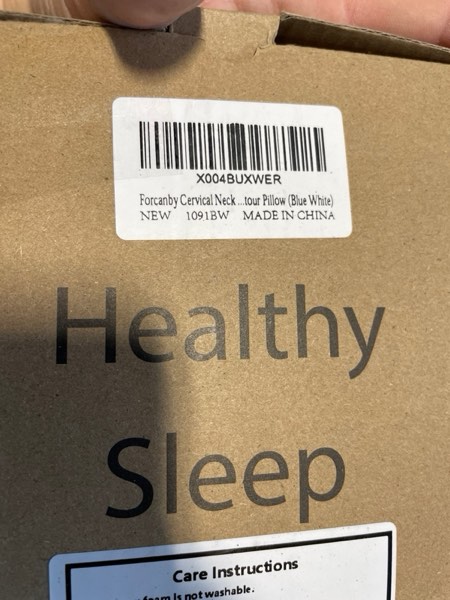 X004BUXWER
Forcanby Cervical Neck ...tour Pillow (Blue White)
NEW 1091BW MADE IN CHINA
Healthy
Sleep
Care Instructions
foam is not washable.